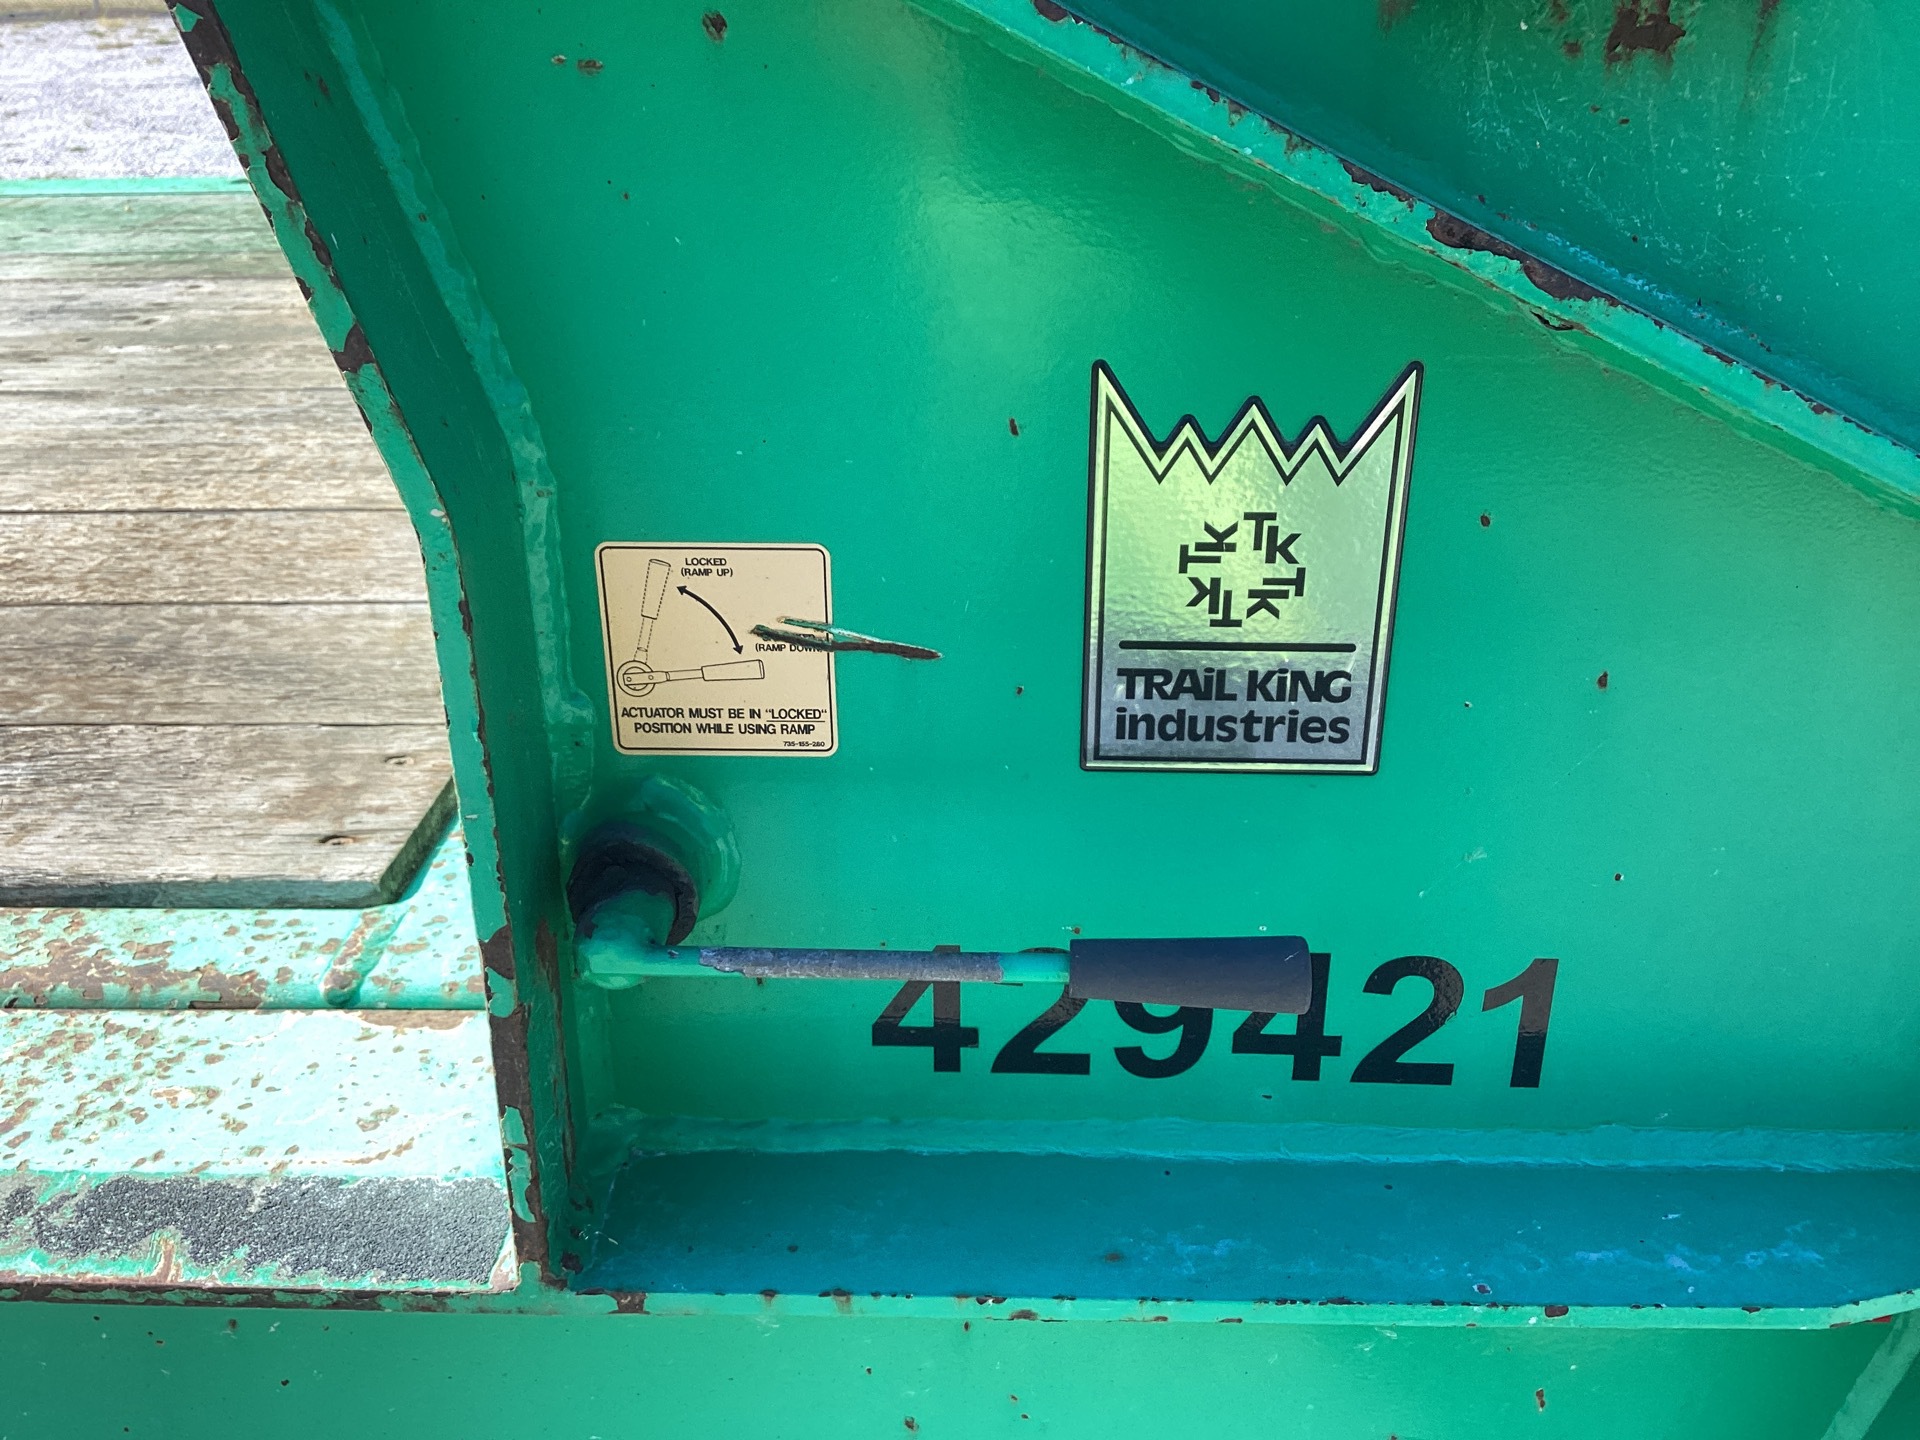 LOCKED
(RAMP UP)
(RAMP DOWN)
ACTUATOR MUST BE IN "LOCKED"
POSITION WHILE USING RAMP
735-155-280
TK
TK
TK
TK
TRAiL KiNG
industries
429421